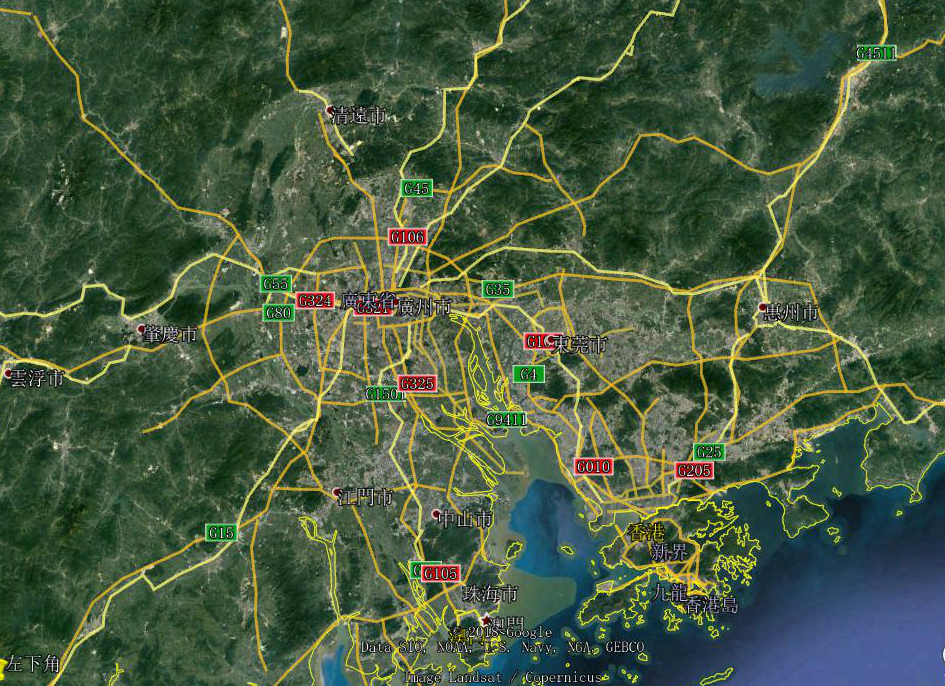 G4511
清遠市
G45
G106
G55
G35
G324
廣東省
G321
廣州市
G80
惠州市
肇慶市
東莞市
雲浮市
G4
G325
G9411
G25
G010
G205
江門市
中山市
G15
香港
新界
G105
珠海市
九龍
香港島
澳門
© 2018 Google
Data SIO, NOAA, U.S. Navy, NGA, GEBCO
左下角
Image Landsat / Copernicus